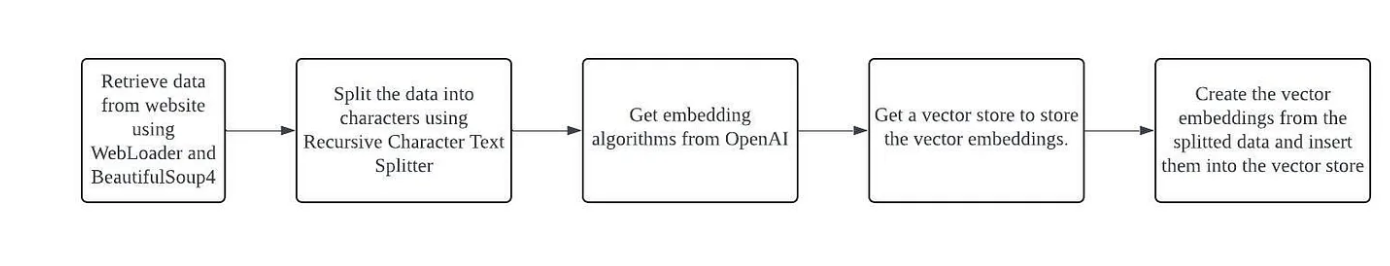 Retrieve data
from website
using
WebLoader and
BeautifulSoup4
Split the data into
characters using
Recursive Character Text
Splitter
Get embedding
algorithms from OpenAI
Get a vector store to store
the vector embeddings.
Create the vector
embeddings from the
splitted data and insert
them into the vector store